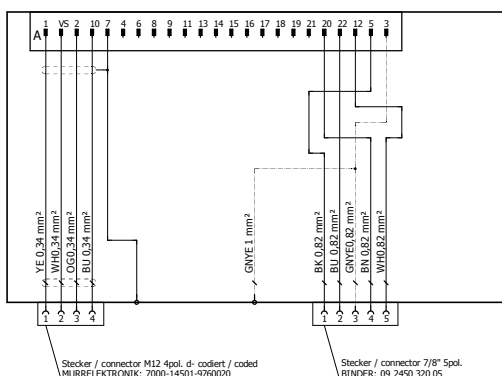 1 VS 2 10 7 4 6 8 9 11 13 14 15 16 17 18 19 21 20 22 12 5 3
A
YE 0,34 mm²
WH0,34 mm²
OG0,34 mm²
BU 0,34 mm²
GNYE 1 mm²
BK 0,82 mm²
BU 0,82 mm²
GNYE0,82 mm²
BN 0,82 mm²
WH0,82 mm²
1 2 3 4
1 2 3 4 5
Stecker / connector M12 4pol. d- codiert / coded
MURRELEKTRONIK: 7000-14501-9760020
Stecker / connector 7/8" 5pol.
BINDER: 09 2450 320 05